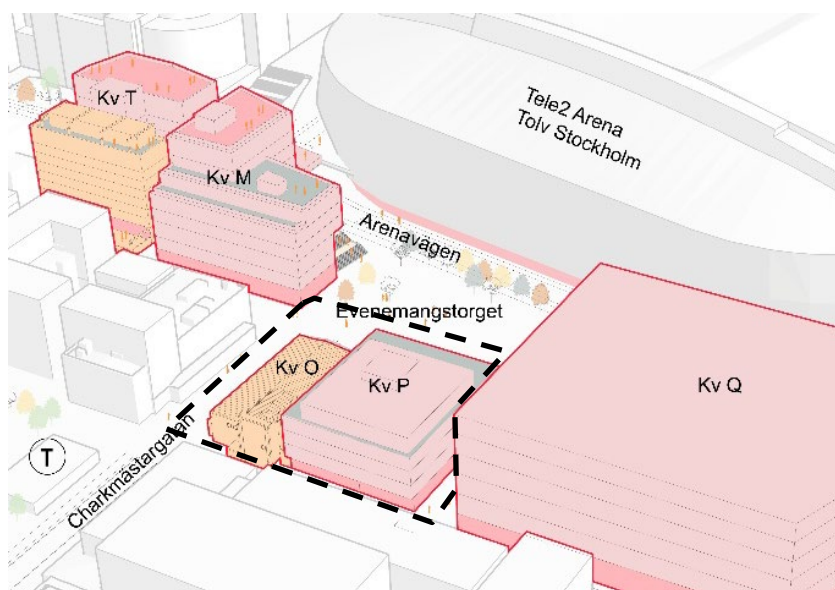 Kv T
Tele2 Arena
Tolv Stockholm
Kv M
Arenavägen
Evenemangstorget
Kv O
Kv P
Kv Q
Charkmästargatan
T